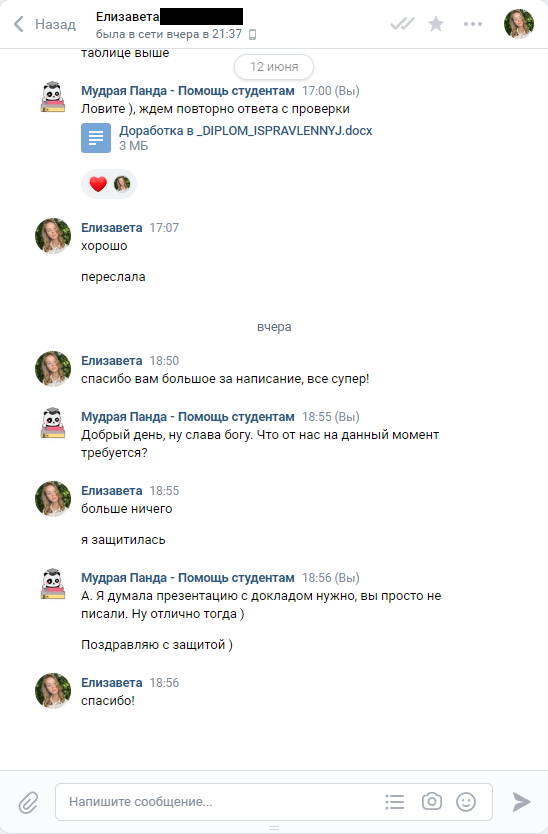 Назад
Елизавета
была в сети вчера в 21:37
таблице выше
12 июня
Мудрая Панда - Помощь студентам 17:00 (Вы)
Ловите ), ждем повторно ответа с проверки
Доработка в _DIPLOM_ISPRAVLENNYJ.docx
3 МБ
Елизавета 17:07
хорошо
переслала
вчера
Елизавета 18:50
спасибо вам большое за написание, все супер!
Мудрая Панда - Помощь студентам 18:55 (Вы)
Добрый день, ну слава богу. Что от нас на данный момент
требуется?
Елизавета 18:55
больше ничего
я защитилась
Мудрая Панда - Помощь студентам 18:56 (Вы)
А. Я думала презентацию с докладом нужно, вы просто не
писали. Ну отлично тогда )
Поздравляю с защитой )
Елизавета 18:56
спасибо!
Напишите сообщение...